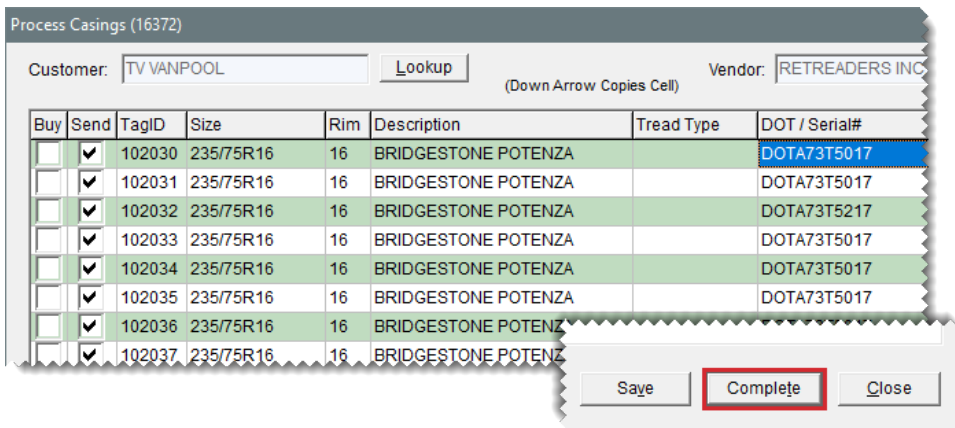 Process Casings (16372)
Customer: TV VANPOOL Lookup (Down Arrow Copies Cell) Vendor: RETREADERS INC
Buy Send TagID Size Rim Description Tread Type DOT / Serial#
102030 235/75R16 16 BRIDGESTONE POTENZA DOTA73T5017
102031 235/75R16 16 BRIDGESTONE POTENZA DOTA73T5017
102032 235/75R16 16 BRIDGESTONE POTENZA DOTA73T5217
102033 235/75R16 16 BRIDGESTONE POTENZA DOTA73T5017
102034 235/75R16 16 BRIDGESTONE POTENZA DOTA73T5017
102035 235/75R16 16 BRIDGESTONE POTENZA DOTA73T5017
102036 235/75R16 16 BRIDGESTONE POTENZ
102037 235/75R16 16 BRIDGESTONE POTENZ
Save Complete Close